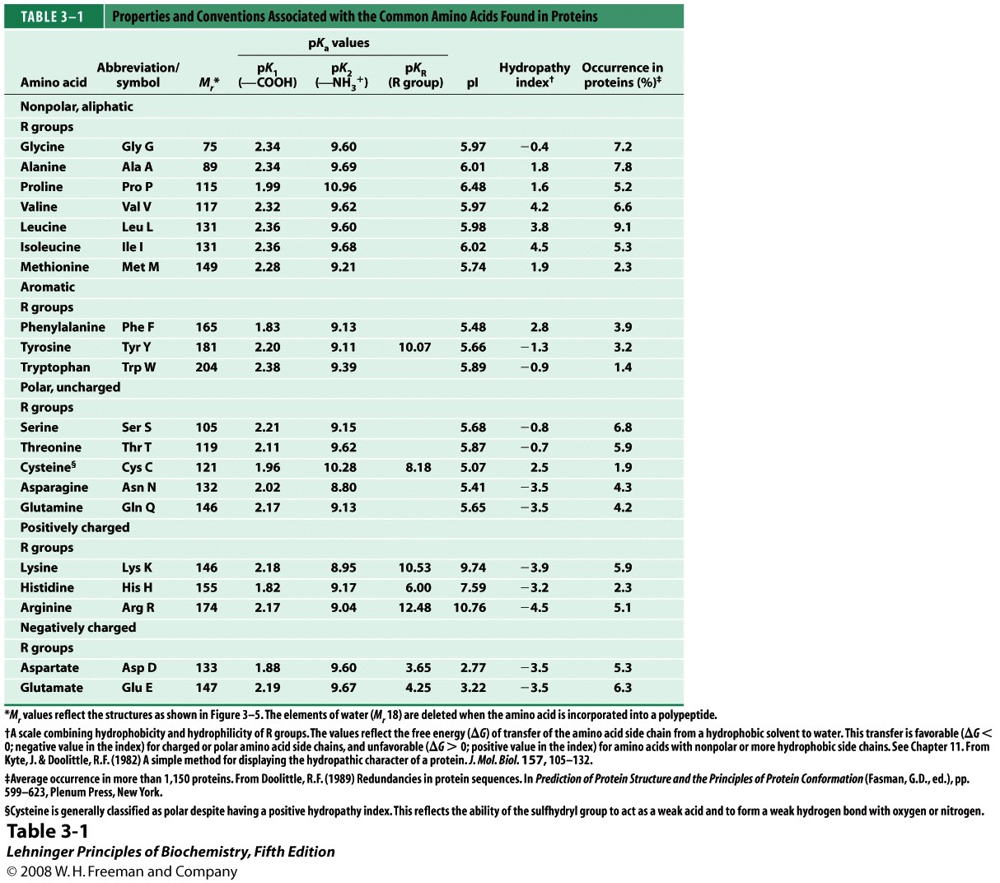 TABLE 3–1 Properties and Conventions Associated with the Common Amino Acids Found in Proteins
pKa values
Abbreviation/ pK1 pK2 pKR Hydropathy Occurrence in
Amino acid symbol Mr* (—COOH) (—NH3+) (R group) pI index† proteins (%)‡
Nonpolar, aliphatic
R groups
Glycine Gly G 75 2.34 9.60 5.97 −0.4 7.2
Alanine Ala A 89 2.34 9.69 6.01 1.8 7.8
Proline Pro P 115 1.99 10.96 6.48 1.6 5.2
Valine Val V 117 2.32 9.62 5.97 4.2 6.6
Leucine Leu L 131 2.36 9.60 5.98 3.8 9.1
Isoleucine Ile I 131 2.36 9.68 6.02 4.5 5.3
Methionine Met M 149 2.28 9.21 5.74 1.9 2.3
Aromatic
R groups
Phenylalanine Phe F 165 1.83 9.13 5.48 2.8 3.9
Tyrosine Tyr Y 181 2.20 9.11 10.07 5.66 −1.3 3.2
Tryptophan Trp W 204 2.38 9.39 5.89 −0.9 1.4
Polar, uncharged
R groups
Serine Ser S 105 2.21 9.15 5.68 −0.8 6.8
Threonine Thr T 119 2.11 9.62 5.87 −0.7 5.9
Cysteine§ Cys C 121 1.96 10.28 8.18 5.07 2.5 1.9
Asparagine Asn N 132 2.02 8.80 5.41 −3.5 4.3
Glutamine Gln Q 146 2.17 9.13 5.65 −3.5 4.2
Positively charged
R groups
Lysine Lys K 146 2.18 8.95 10.53 9.74 −3.9 5.9
Histidine His H 155 1.82 9.17 6.00 7.59 −3.2 2.3
Arginine Arg R 174 2.17 9.04 12.48 10.76 −4.5 5.1
Negatively charged
R groups
Aspartate Asp D 133 1.88 9.60 3.65 2.77 −3.5 5.3
Glutamate Glu E 147 2.19 9.67 4.25 3.22 −3.5 6.3
*Mr values reflect the structures as shown in Figure 3–5. The elements of water (Mr 18) are deleted when the amino acid is incorporated into a polypeptide.
†A scale combining hydrophobicity and hydrophilicity of R groups. The values reflect the free energy (ΔG) of transfer of the amino acid side chain from a hydrophobic solvent to water. This transfer is favorable (ΔG <
0; negative value in the index) for charged or polar amino acid side chains, and unfavorable (ΔG > 0; positive value in the index) for amino acids with nonpolar or more hydrophobic side chains. See Chapter 11. From
Kyte, J. & Doolittle, R.F. (1982) A simple method for displaying the hydropathic character of a protein. J. Mol. Biol. 157, 105–132.
‡Average occurrence in more than 1,150 proteins. From Doolittle, R.F. (1989) Redundancies in protein sequences. In Prediction of Protein Structure and the Principles of Protein Conformation (Fasman, G.D., ed.), pp.
599–623, Plenum Press, New York.
§Cysteine is generally classified as polar despite having a positive hydropathy index. This reflects the ability of the sulfhydryl group to act as a weak acid and to form a weak hydrogen bond with oxygen or nitrogen.
Table 3-1
Lehninger Principles of Biochemistry, Fifth Edition
© 2008 W. H. Freeman and Company